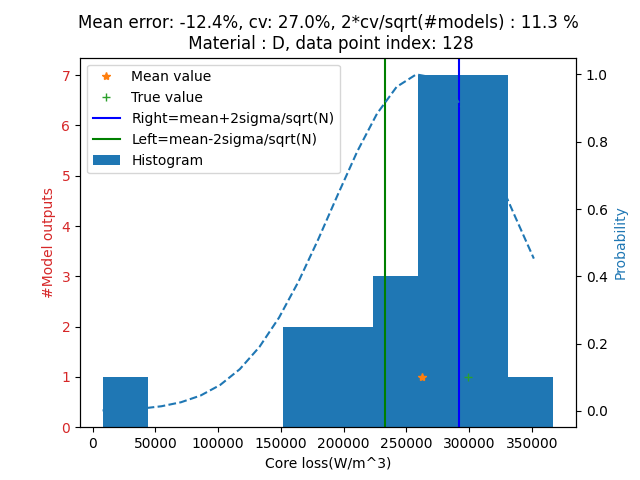 Mean error: -12.4%, cv: 27.0%, 2*cv/sqrt(#models) : 11.3 %
Material : D, data point index: 128
Mean value
True value
Right=mean+2sigma/sqrt(N)
Left=mean-2sigma/sqrt(N)
Histogram
#Model outputs
7
6
5
4
3
2
1
0
1.0
0.8
0.6
0.4
0.2
0.0
Probability
0 50000 100000 150000 200000 250000 300000 350000
Core loss(W/m^3)